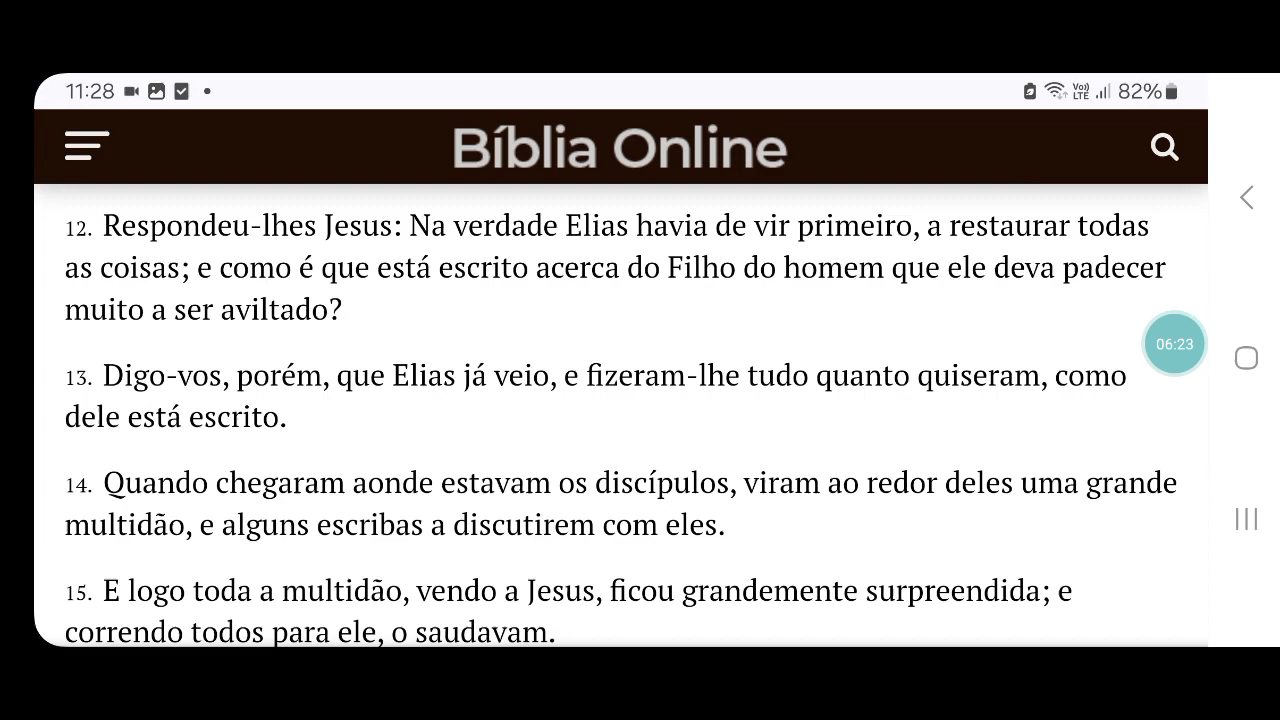 11:28
Vo)) LTE
82%
Bíblia Online
12. Respondeu-lhes Jesus: Na verdade Elias havia de vir primeiro, a restaurar todas
as coisas; e como é que está escrito acerca do Filho do homem que ele deva padecer
muito a ser aviltado?
06:23
13. Digo-vos, porém, que Elias já veio, e fizeram-lhe tudo quanto quiseram, como
dele está escrito.
14. Quando chegaram aonde estavam os discípulos, viram ao redor deles uma grande
multidão, e alguns escribas a discutirem com eles.
15. E logo toda a multidão, vendo a Jesus, ficou grandemente surpreendida; e
correndo todos para ele, o saudavam.